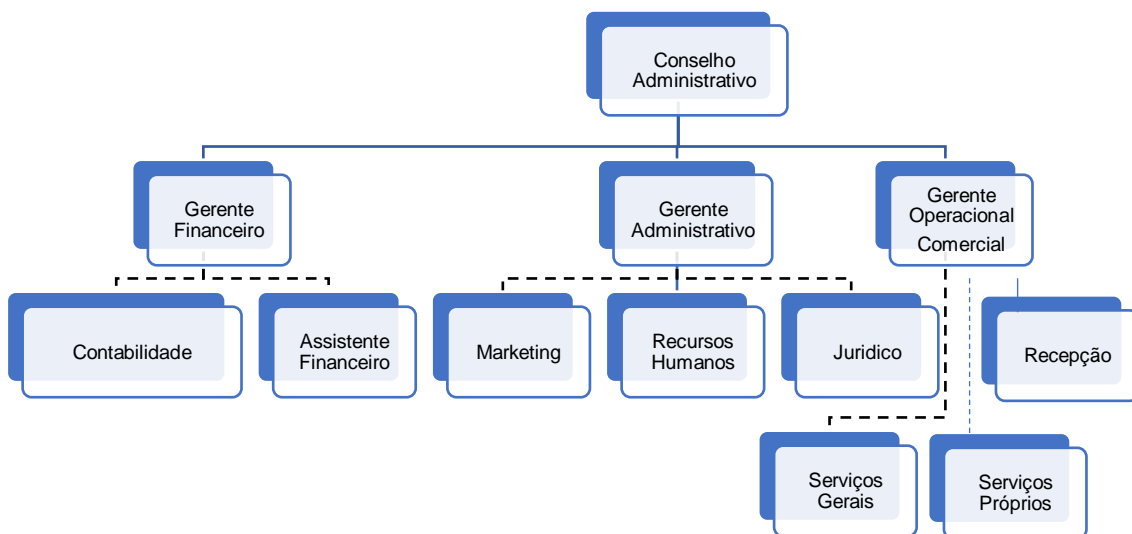 Conselho
Administrativo
Gerente
Financeiro
Gerente
Administrativo
Gerente
Operacional
Comercial
Contabilidade
Assistente
Financeiro
Marketing
Recursos
Humanos
Juridico
Recepção
Serviços
Gerais
Serviços
Próprios